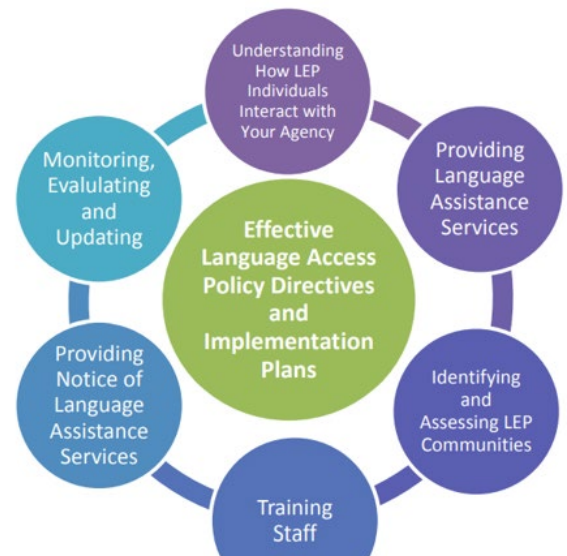 Understanding
How LEP
Individuals
Interact with
Your Agency
Providing
Language
Assistance
Services
Identifying
and
Assessing LEP
Communities
Training
Staff
Providing
Notice of
Language
Assistance
Services
Monitoring,
Evalulating
and
Updating
Effective
Language Access
Policy Directives
and
Implementation
Plans